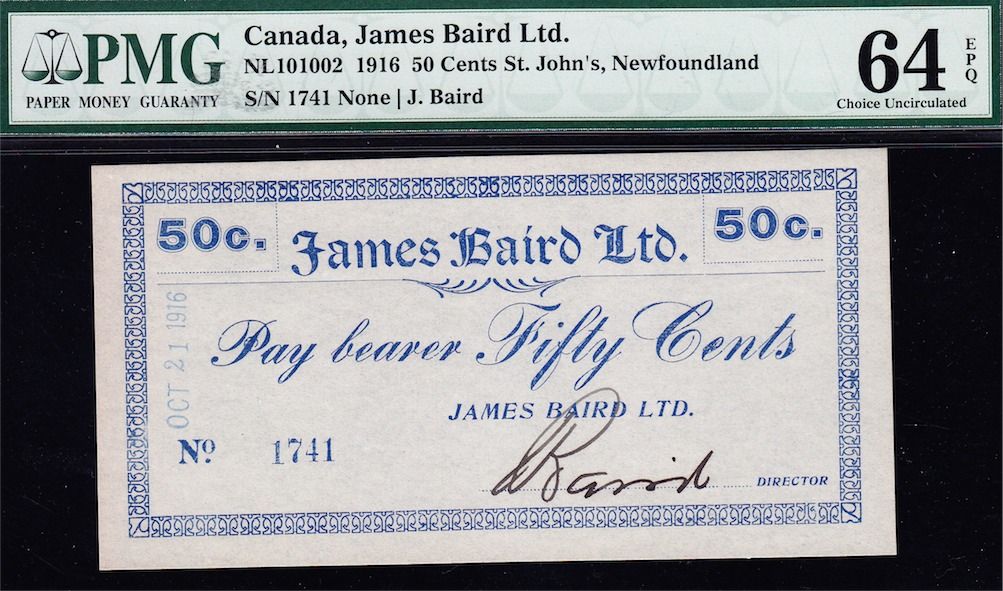 PMG
PAPER MONEY GUARANTY
Canada, James Baird Ltd.
NL101002 1916 50 Cents St. John's, Newfoundland
S/N 1741 None | J. Baird
64 EPQ
Choice Uncirculated
50c. 50c.
James Baird Ltd.
OCT 21 1916
Pay bearer Fifty Cents
JAMES BAIRD LTD.
Nº 1741
Baird DIRECTOR